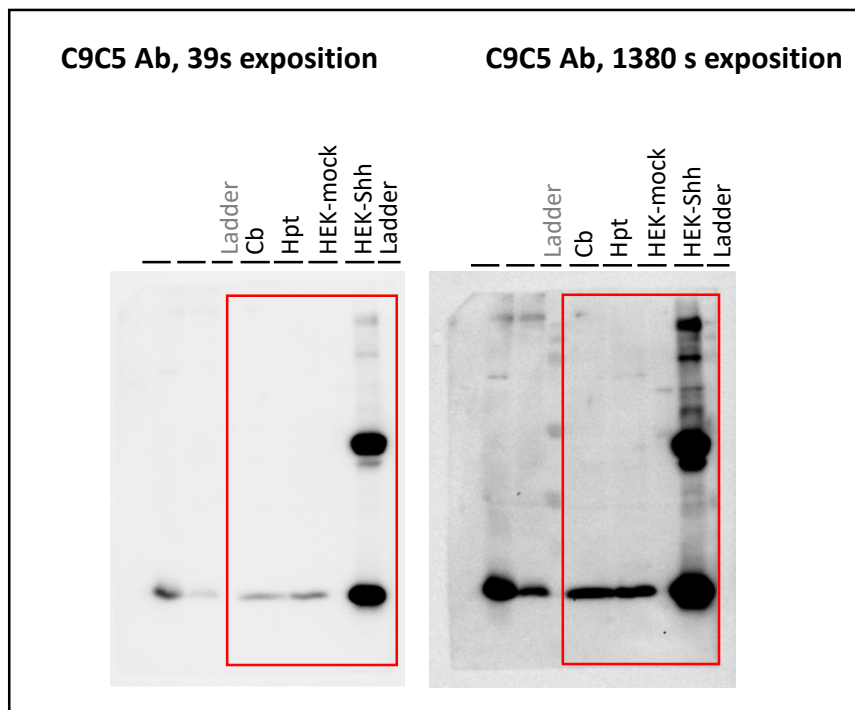 C9C5 Ab, 39s exposition
C9C5 Ab, 1380 s exposition
Ladder
Cb
Hpt
HEK-mock
HEK-Shh
Ladder
Ladder
Cb
Hpt
HEK-mock
HEK-Shh
Ladder